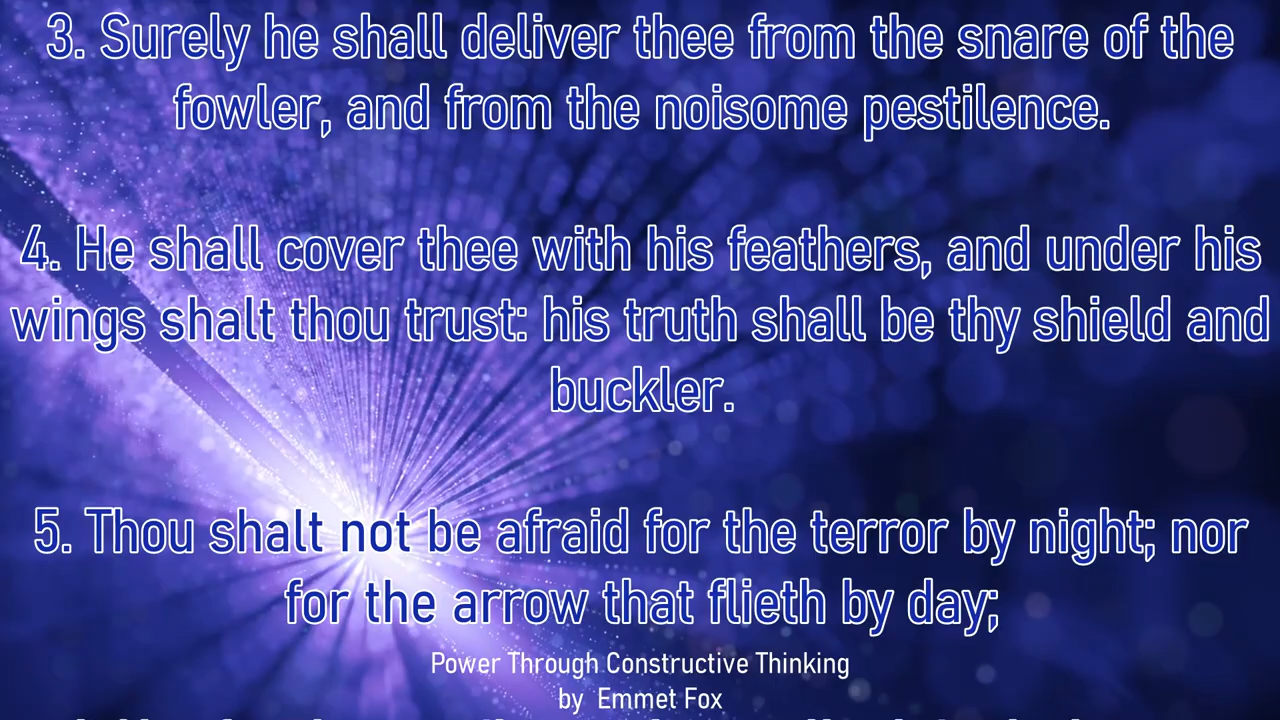 3. Surely he shall deliver thee from the snare of the
fowler, and from the noisome pestilence.
4. He shall cover thee with his feathers, and under his
wings shalt thou trust: his truth shall be thy shield and
buckler.
5. Thou shalt not be afraid for the terror by night; nor
for the arrow that flieth by day;
Power Through Constructive Thinking
by Emmet Fox